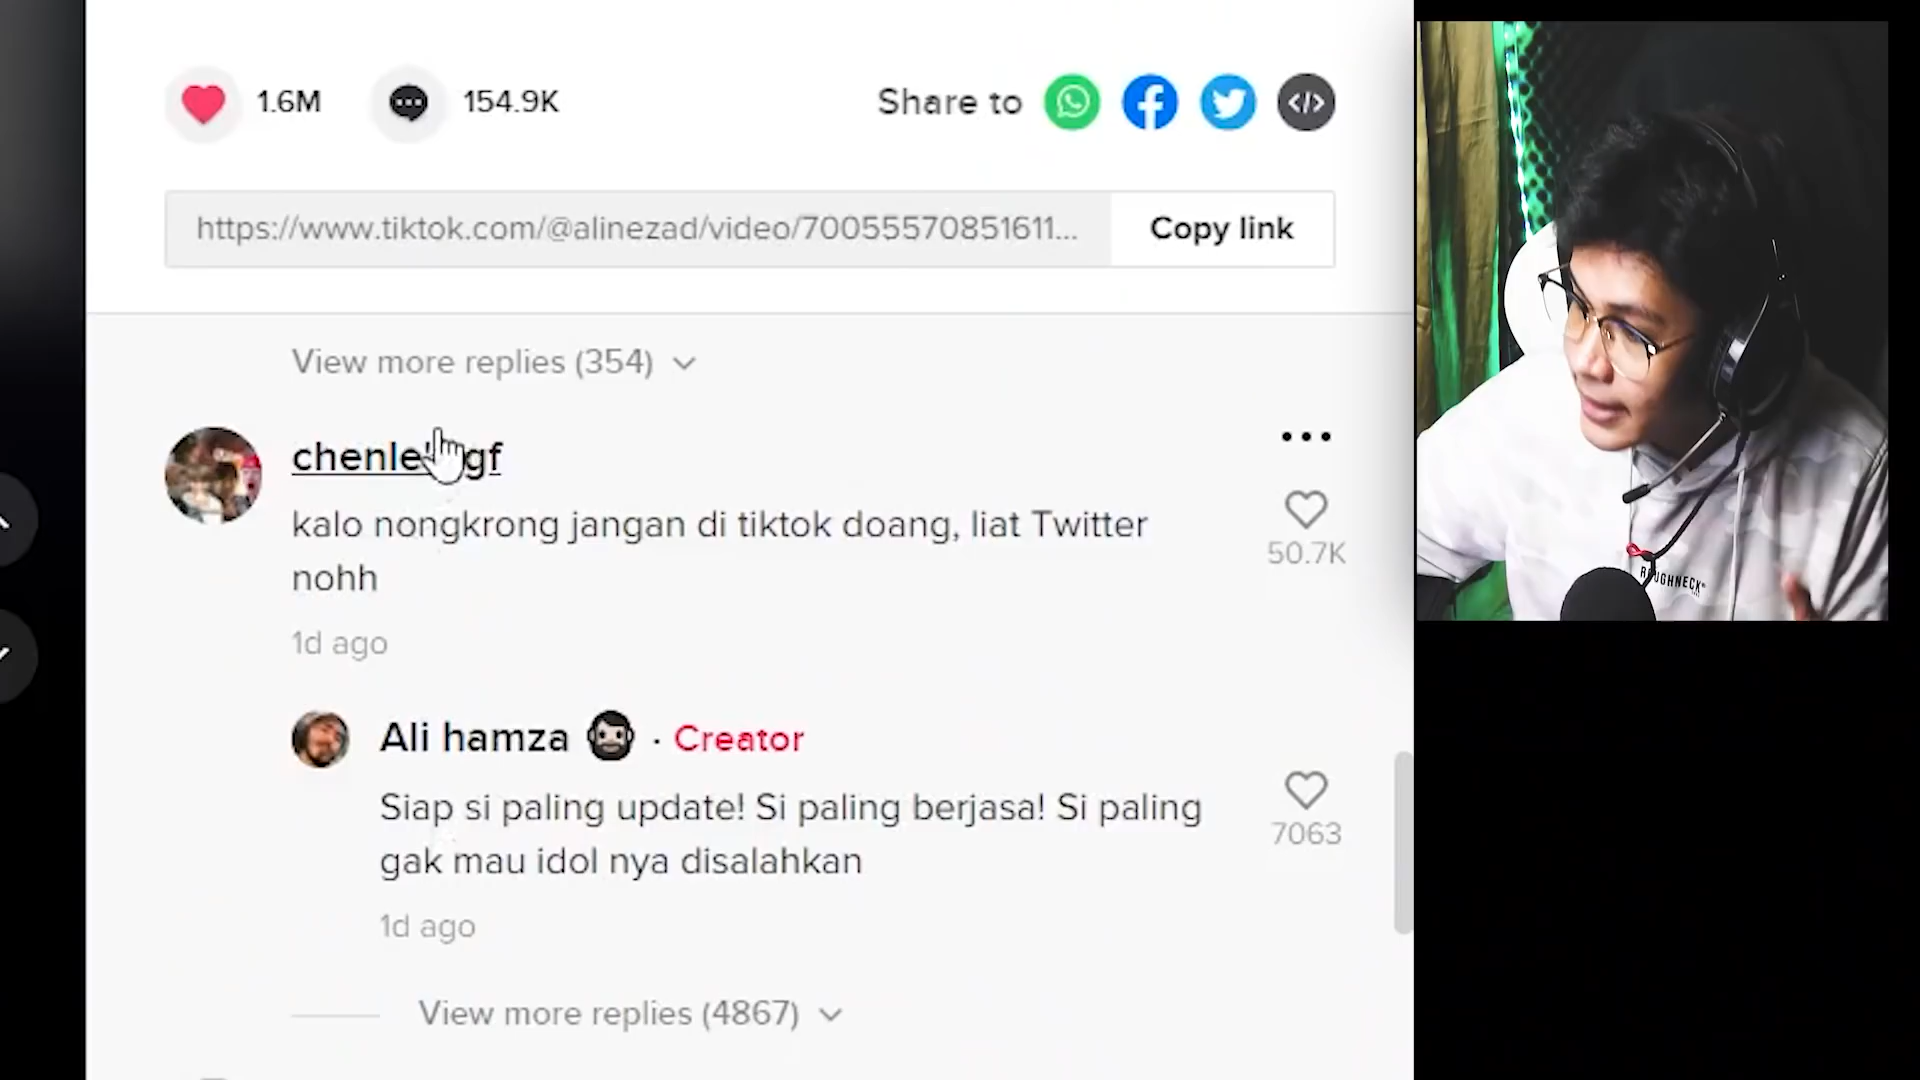 1.6M 154.9K Share to
https://www.tiktok.com/@alinezad/video/70055570851611... Copy link
View more replies (354)
kalo nongkrong jangan di tiktok doang, liat Twitter
nohh
50.7K
1d ago
Ali hamza · Creator
Siap si paling update! Si paling berjasa! Si paling
gak mau idol nya disalahkan
7063
1d ago
View more replies (4867)
ROUGHNECK